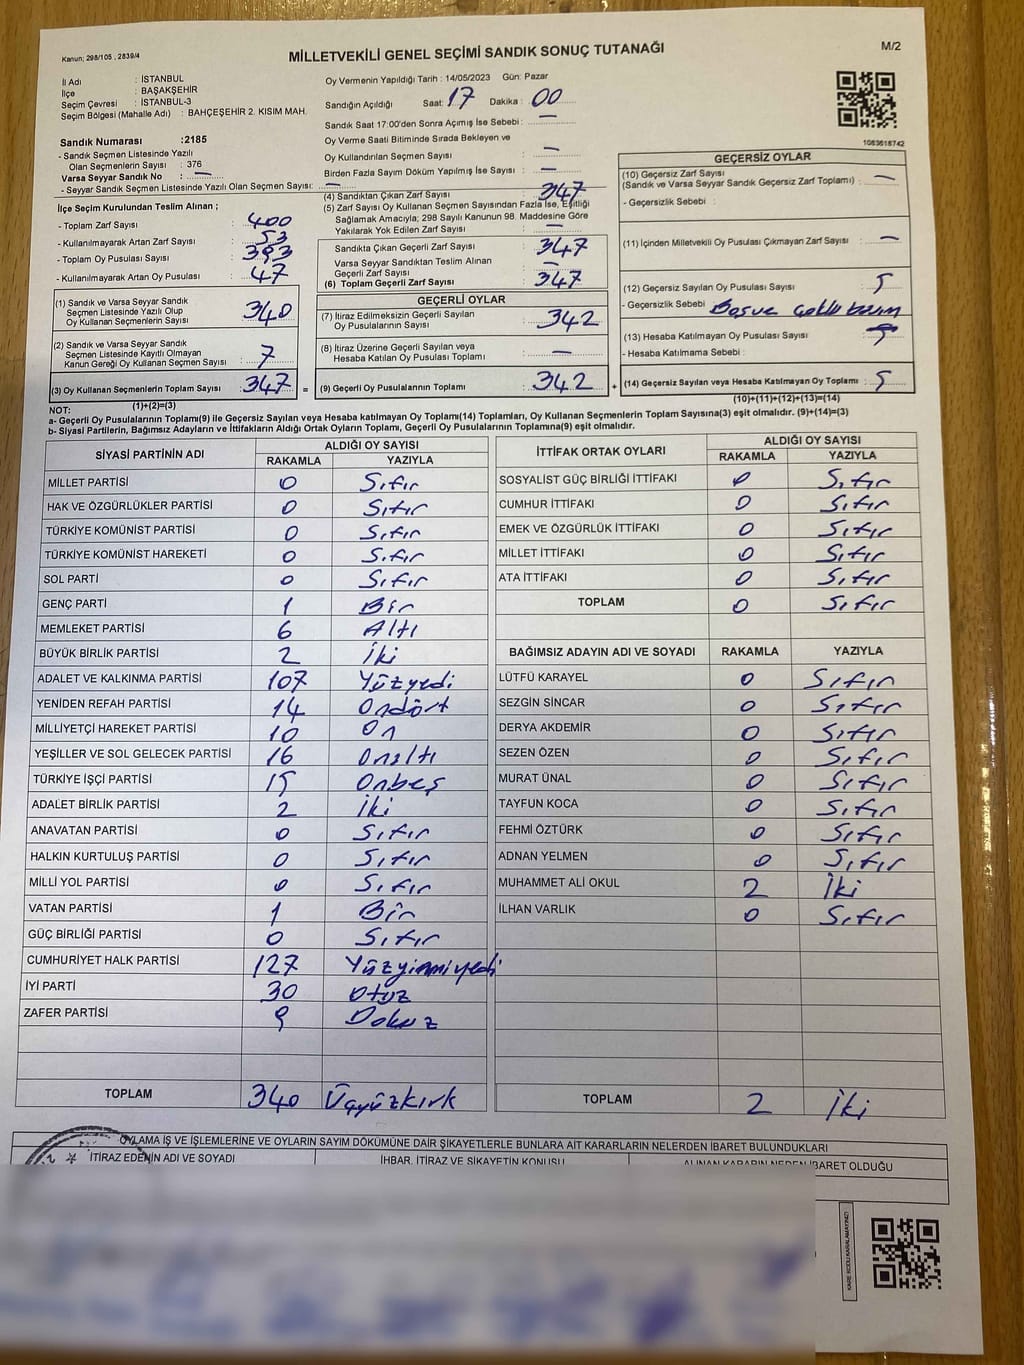 Kanun; 298/105 , 2839/4
MİLLETVEKİLİ GENEL SEÇİMİ SANDIK SONUÇ TUTANAĞI
M/2
İl Adı : İSTANBUL
İlçe : BAŞAKŞEHİR
Seçim Çevresi : İSTANBUL-3
Seçim Bölgesi (Mahalle Adı) : BAHÇEŞEHİR 2. KISIM MAH.
Sandık Numarası :2185
- Sandık Seçmen Listesinde Yazılı
Olan Seçmenlerin Sayısı : 376
Varsa Seyyar Sandık No : —
- Seyyar Sandık Seçmen Listesinde Yazılı Olan Seçmen Sayısı: —
Oy Vermenin Yapıldığı Tarih : 14/05/2023 Gün: Pazar
Sandığın Açıldığı Saat: 17 Dakika : 00
Sandık Saat 17:00'den Sonra Açımış İse Sebebi : —
Oy Verme Saati Bitiminde Sırada Bekleyen ve
Oy Kullandırılan Seçmen Sayısı : —
Birden Fazla Sayım Döküm Yapılmış İse Sayısı : —
1083618742
İlçe Seçim Kurulundan Teslim Alınan ;
- Toplam Zarf Sayısı : 400
- Kullanılmayarak Artan Zarf Sayısı : 53
- Toplam Oy Pusulası Sayısı : 393
- Kullanılmayarak Artan Oy Pusulası : 47
(1) Sandık ve Varsa Seyyar Sandık
Seçmen Listesinde Yazılı Olup
Oy Kullanan Seçmenlerin Sayısı : 340
(2) Sandık ve Varsa Seyyar Sandık
Seçmen Listesinde Kayıtlı Olmayan
Kanun Gereği Oy Kullanan Seçmen Sayısı : 7
(3) Oy Kullanan Seçmenlerin Toplam Sayısı : 347
(1)+(2)=(3)
(4) Sandıktan Çıkan Zarf Sayısı : 347
(5) Zarf Sayısı Oy Kullanan Seçmen Sayısından Fazla İse, Eşitliği
Sağlamak Amacıyla; 298 Sayılı Kanunun 98. Maddesine Göre
Yakılarak Yok Edilen Zarf Sayısı : —
Sandıkta Çıkan Geçerli Zarf Sayısı : 347
Varsa Seyyar Sandıktan Teslim Alınan
Geçerli Zarf Sayısı : —
(6) Toplam Geçerli Zarf Sayısı : 347
GEÇERLİ OYLAR
(7) İtiraz Edilmeksizin Geçerli Sayılan
Oy Pusulalarının Sayısı : 342
(8) İtiraz Üzerine Geçerli Sayılan veya
Hesaba Katılan Oy Pusulası Toplamı : —
= (9) Geçerli Oy Pusulalarının Toplamı : 342 +
GEÇERSİZ OYLAR
(10) Geçersiz Zarf Sayısı
(Sandık ve Varsa Seyyar Sandık Geçersiz Zarf Toplamı) : —
- Geçersizlik Sebebi :
(11) İçinden Milletvekili Oy Pusulası Çıkmayan Zarf Sayısı : —
(12) Geçersiz Sayılan Oy Pusulası Sayısı : 5
- Geçersizlik Sebebi :
(13) Hesaba Katılmayan Oy Pusulası Sayısı :
- Hesaba Katılmama Sebebi :
(14) Geçersiz Sayılan veya Hesaba Katılmayan Oy Toplamı : 5
(10)+(11)+(12)+(13)=(14)
NOT:
a- Geçerli Oy Pusulalarının Toplamı(9) ile Geçersiz Sayılan veya Hesaba katılmayan Oy Toplamı(14) Toplamları, Oy Kullanan Seçmenlerin Toplam Sayısına(3) eşit olmalıdır. (9)+(14)=(3)
b- Siyasi Partilerin, Bağımsız Adayların ve İttifakların Aldığı Ortak Oyların Toplamı, Geçerli Oy Pusulalarının Toplamına(9) eşit olmalıdır.
SİYASİ PARTİNİN ADI ALDIĞI OY SAYISI
RAKAMLA YAZIYLA
MİLLET PARTİSİ 0 Sıfır
HAK VE ÖZGÜRLÜKLER PARTİSİ 0 Sıfır
TÜRKİYE KOMÜNİST PARTİSİ 0 Sıfır
TÜRKİYE KOMÜNİST HAREKETİ 0 Sıfır
SOL PARTİ 0 Sıfır
GENÇ PARTİ 1 Bir
MEMLEKET PARTİSİ 6 Altı
BÜYÜK BİRLİK PARTİSİ 2 İki
ADALET VE KALKINMA PARTİSİ 107 Yüzyedi
YENİDEN REFAH PARTİSİ 14 Ondört
MİLLİYETÇİ HAREKET PARTİSİ 10 On
YEŞİLLER VE SOL GELECEK PARTİSİ 16 Onaltı
TÜRKİYE İŞÇİ PARTİSİ 15 Onbeş
ADALET BİRLİK PARTİSİ 2 İki
ANAVATAN PARTİSİ 0 Sıfır
HALKIN KURTULUŞ PARTİSİ 0 Sıfır
MİLLİ YOL PARTİSİ 0 Sıfır
VATAN PARTİSİ 1 Bir
GÜÇ BİRLİĞİ PARTİSİ 0 Sıfır
CUMHURİYET HALK PARTİSİ 127 Yüzyirmiyedi
İYİ PARTİ 30 Otuz
ZAFER PARTİSİ 9 Dokuz
TOPLAM 340 Üçyüzkırk
İTTİFAK ORTAK OYLARI ALDIĞI OY SAYISI
RAKAMLA YAZIYLA
SOSYALİST GÜÇ BİRLİĞİ İTTİFAKI 0 Sıfır
CUMHUR İTTİFAKI 0 Sıfır
EMEK VE ÖZGÜRLÜK İTTİFAKI 0 Sıfır
MİLLET İTTİFAKI 0 Sıfır
ATA İTTİFAKI 0 Sıfır
TOPLAM 0 Sıfır
BAĞIMSIZ ADAYIN ADI VE SOYADI RAKAMLA YAZIYLA
LÜTFÜ KARAYEL 0 Sıfır
SEZGİN SİNCAR 0 Sıfır
DERYA AKDEMİR 0 Sıfır
SEZEN ÖZEN 0 Sıfır
MURAT ÜNAL 0 Sıfır
TAYFUN KOCA 0 Sıfır
FEHMİ ÖZTÜRK 0 Sıfır
ADNAN YELMEN 0 Sıfır
MUHAMMET ALİ OKUL 2 İki
İLHAN VARLIK 0 Sıfır
TOPLAM 2 İki
OYLAMA İŞ VE İŞLEMLERİNE VE OYLARIN SAYIM DÖKÜMÜNE DAİR ŞİKAYETLERLE BUNLARA AİT KARARLARIN NELERDEN İBARET BULUNDUKLARI
İTİRAZ EDENİN ADI VE SOYADI İHBAR, İTİRAZ VE ŞİKAYETİN KONUSU ALINAN KARARIN NEDEN İBARET OLDUĞU
KARE KODU KARALAMAYINIZ!